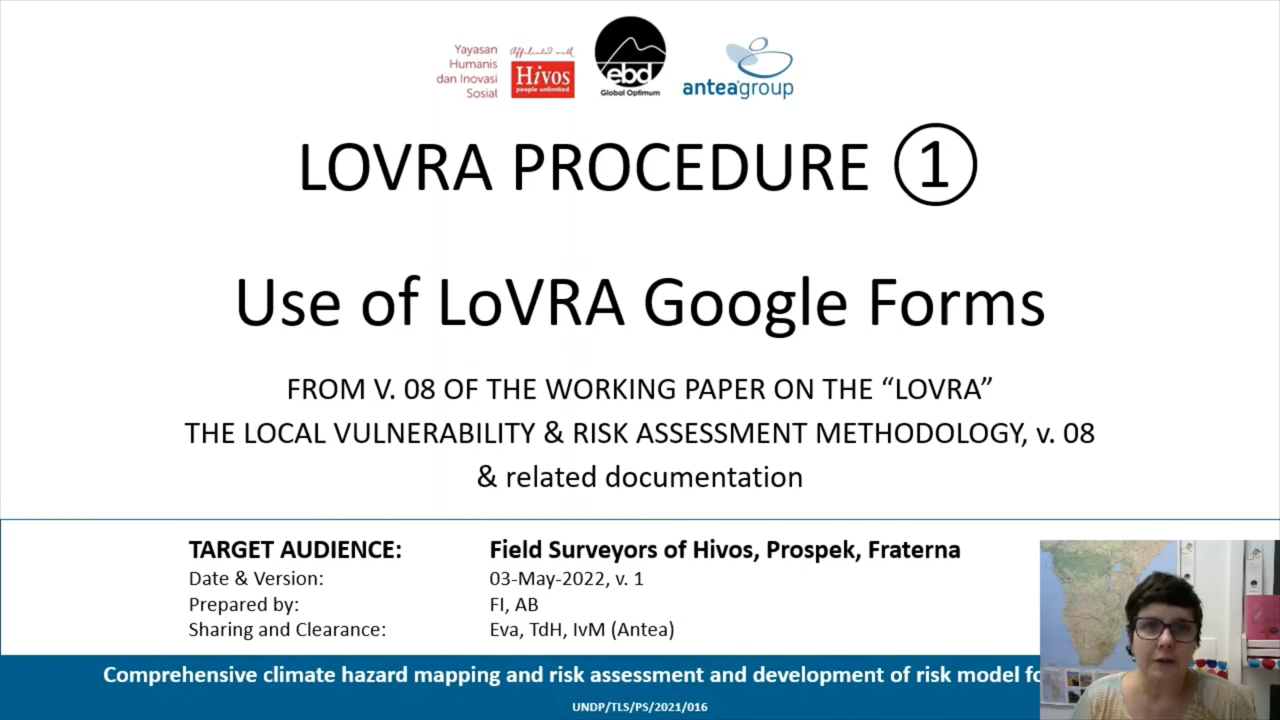 Yayasan
Humanis
dan Inovasi
Sosial
Affiliated with
Hivos
people unlimited
ebd
Global Optimum
anteagroup
LOVRA PROCEDURE ①
Use of LoVRA Google Forms
FROM V. 08 OF THE WORKING PAPER ON THE “LOVRA”
THE LOCAL VULNERABILITY & RISK ASSESSMENT METHODOLOGY, v. 08
& related documentation
TARGET AUDIENCE: Field Surveyors of Hivos, Prospek, Fraterna
Date & Version: 03-May-2022, v. 1
Prepared by: FI, AB
Sharing and Clearance: Eva, TdH, IvM (Antea)
Comprehensive climate hazard mapping and risk assessment and development of risk model fo
UNDP/TLS/PS/2021/016